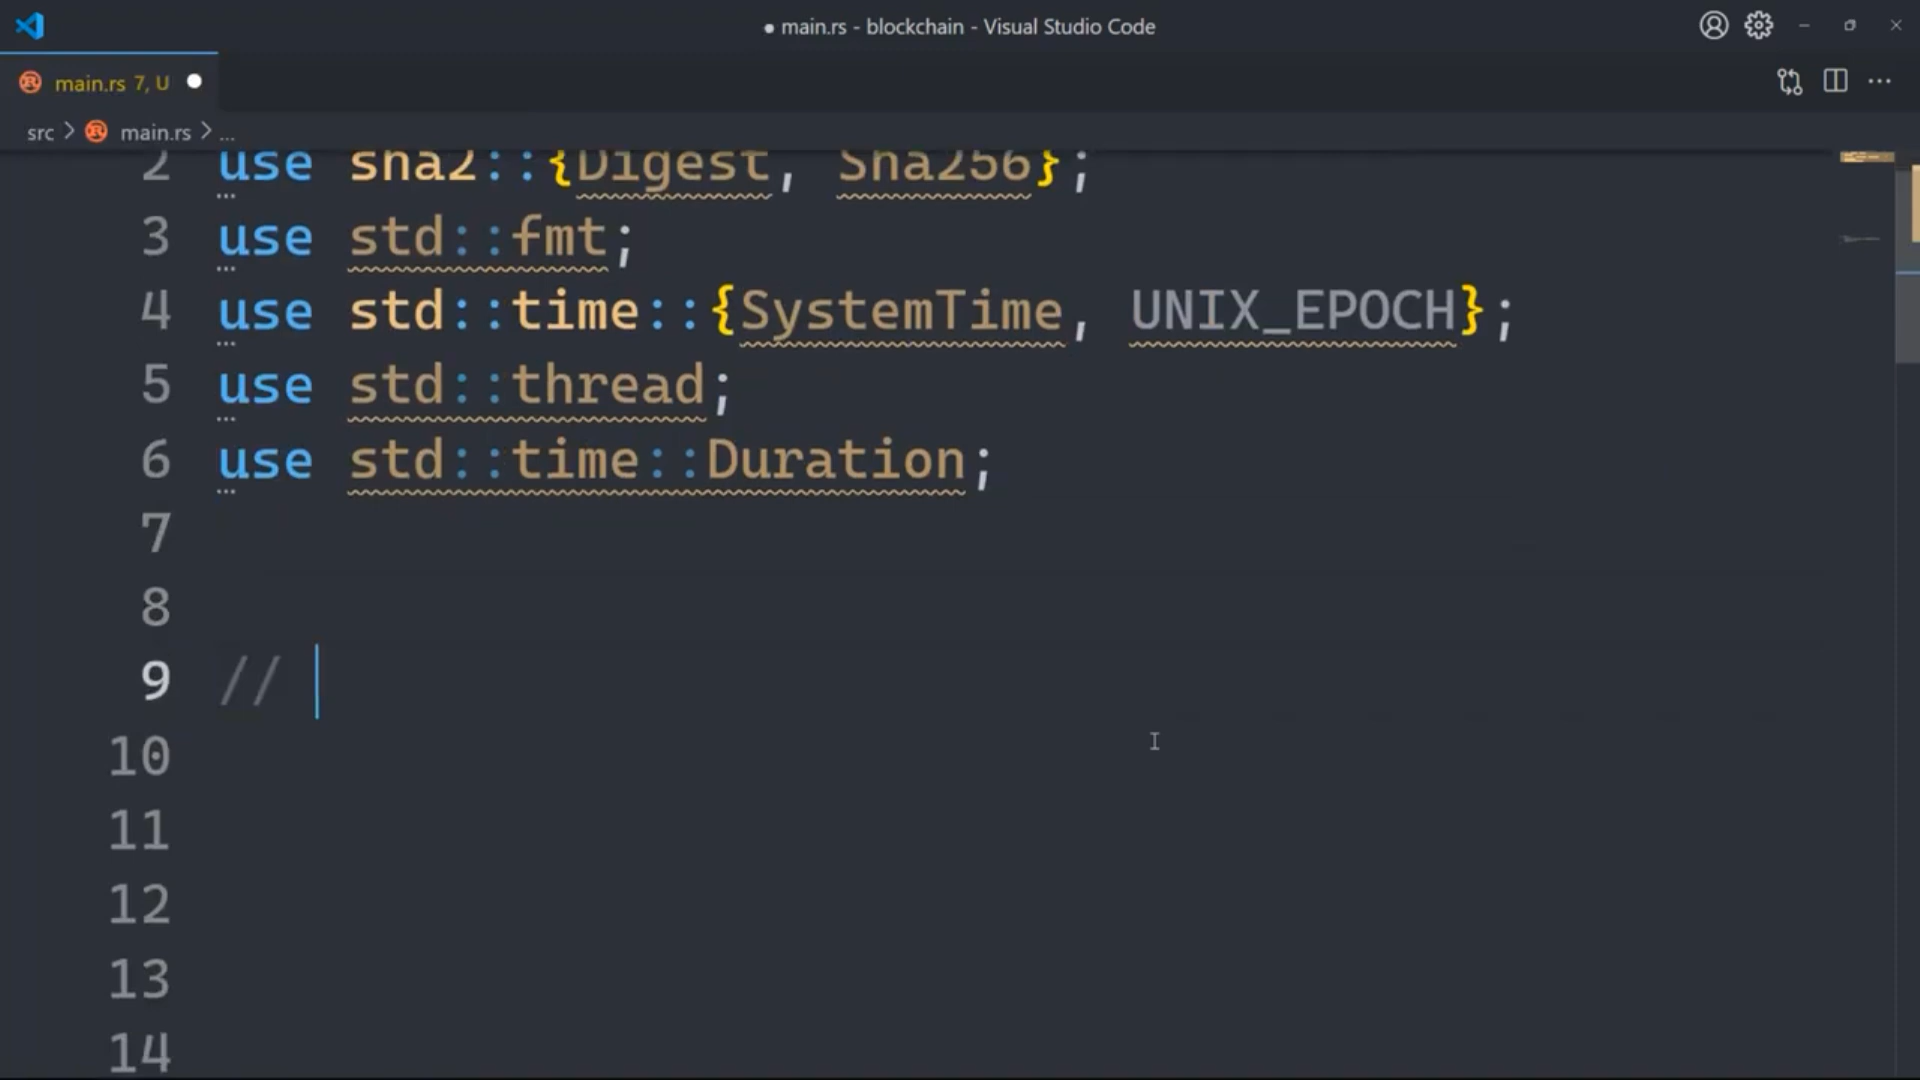 ● main.rs - blockchain - Visual Studio Code
main.rs 7, U ●
src > main.rs > ...
2 use sha2::{Digest, Sha256};
3 use std::fmt;
4 use std::time::{SystemTime, UNIX_EPOCH};
5 use std::thread;
6 use std::time::Duration;
7
8
9 //
10
11
12
13
14